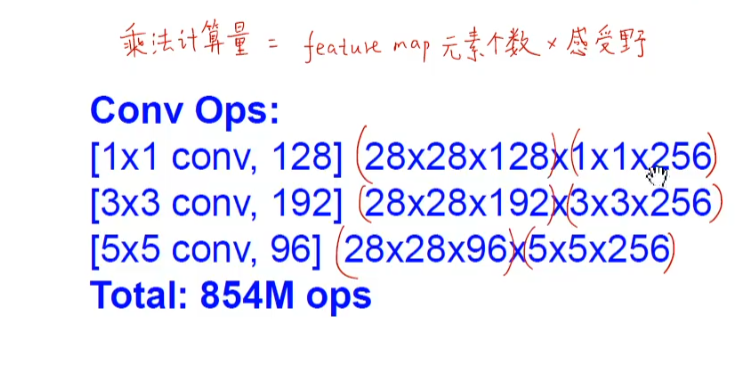 乘法计算量 = feature map 元素个数 × 感受野
Conv Ops:
[1x1 conv, 128] (28x28x128)x(1x1x256)
[3x3 conv, 192] (28x28x192)x(3x3x256)
[5x5 conv, 96] (28x28x96)x(5x5x256)
Total: 854M ops